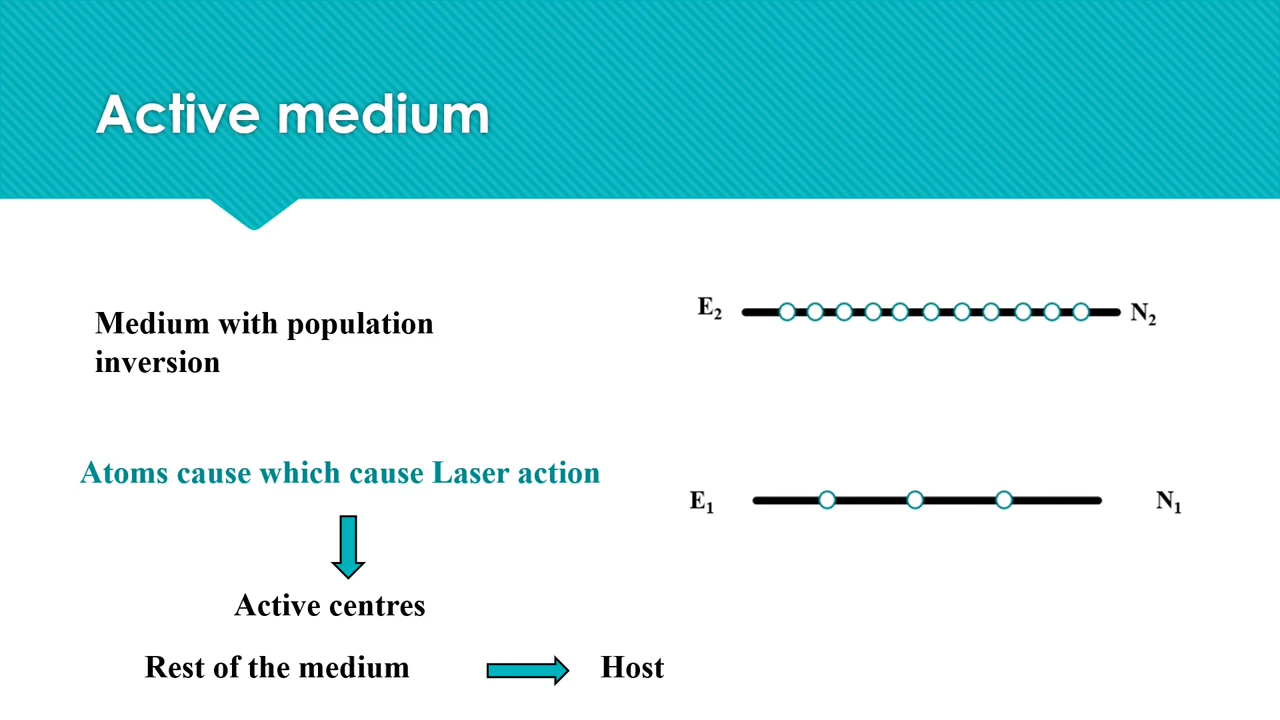 Active medium
Medium with population
inversion
E₂
N₂
Atoms cause which cause Laser action
E₁
N₁
Active centres
Rest of the medium
Host